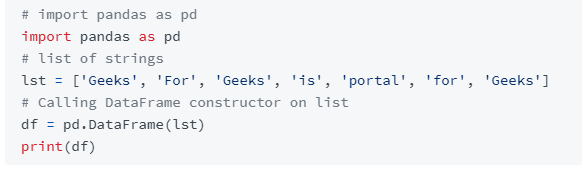 # import pandas as pd
import pandas as pd
# list of strings
lst = ['Geeks', 'For', 'Geeks', 'is', 'portal', 'for', 'Geeks']
# Calling DataFrame constructor on list
df = pd.DataFrame(lst)
print(df)